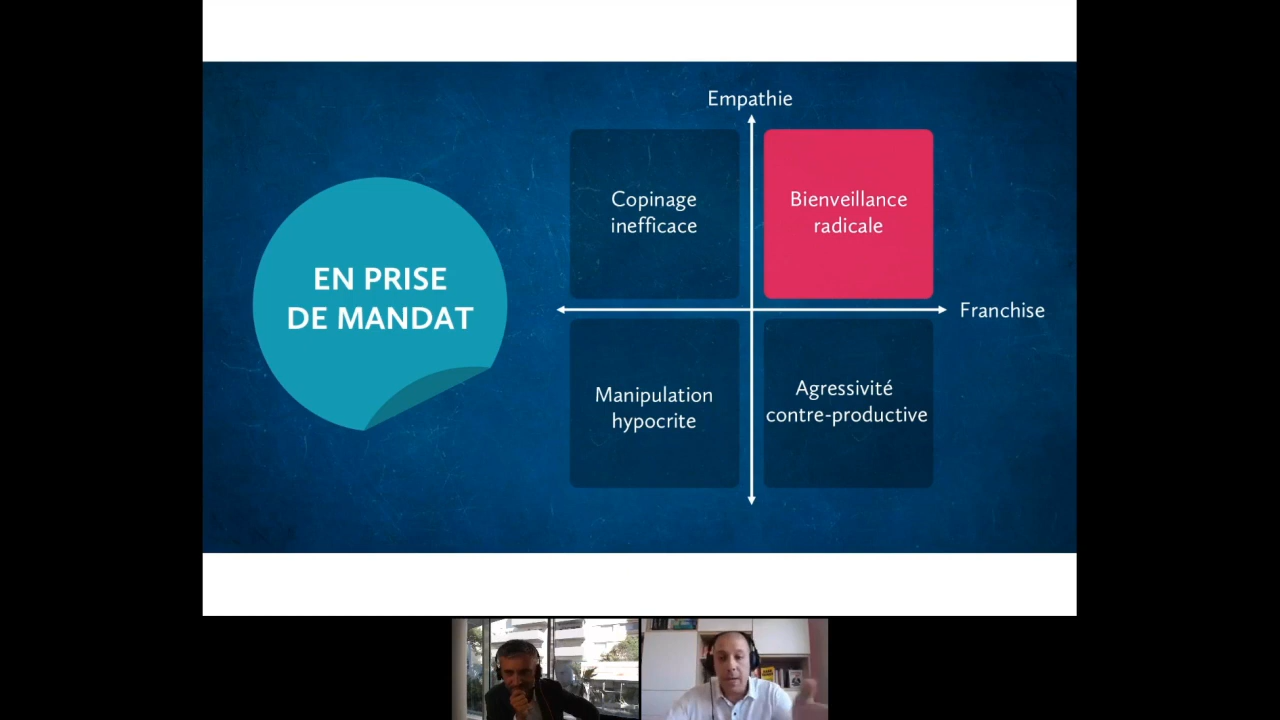 EN PRISE
DE MANDAT
Empathie
Copinage
inefficace
Bienveillance
radicale
Franchise
Manipulation
hypocrite
Agressivité
contre-productive